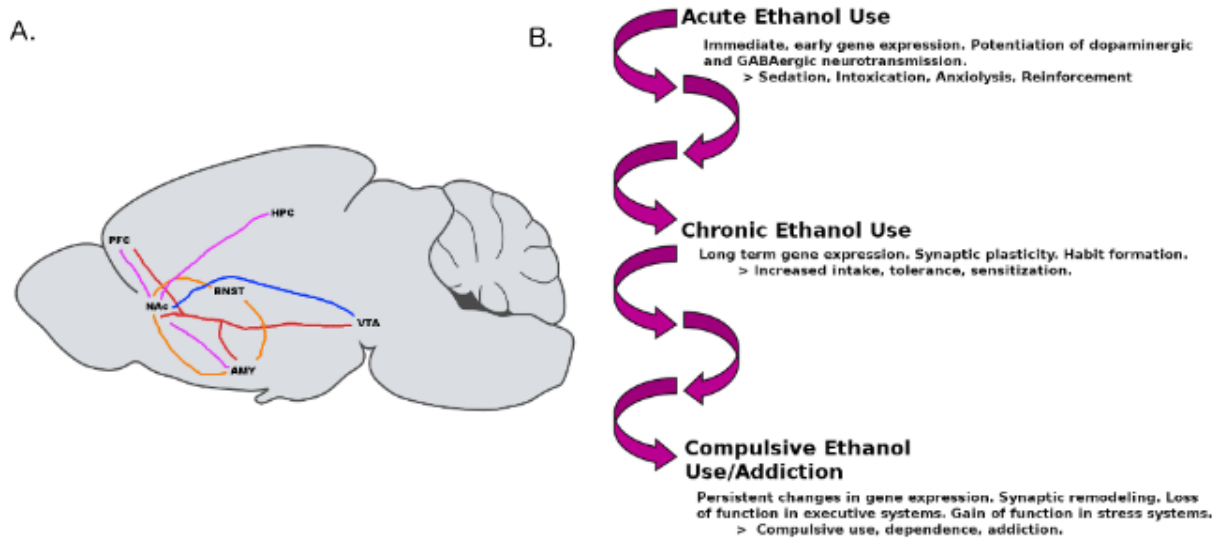 A.
B.
PFC
HPC
NAc
BNST
VTA
AMY
Acute Ethanol Use
Immediate, early gene expression. Potentiation of dopaminergic
and GABAergic neurotransmission.
> Sedation, Intoxication, Anxiolysis, Reinforcement
Chronic Ethanol Use
Long term gene expression. Synaptic plasticity. Habit formation.
> Increased intake, tolerance, sensitization.
Compulsive Ethanol
Use/Addiction
Persistent changes in gene expression. Synaptic remodeling. Loss
of function in executive systems. Gain of function in stress systems.
> Compulsive use, dependence, addiction.